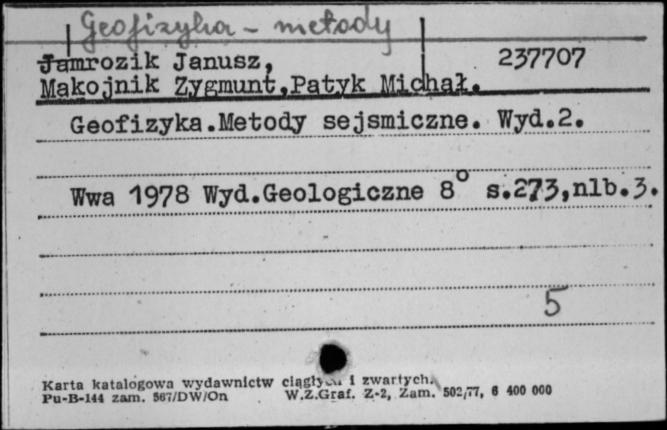 Geofizyka - metody
Jamrozik Janusz, 237707
Makojnik Zygmunt,Patyk Michał.
Geofizyka.Metody sejsmiczne. Wyd.2.
Wwa 1978 Wyd.Geologiczne 8° s.273,nlb.3.
5
Karta katalogowa wydawnictw i zwartych.
Pu-B-144 zam. 567/DW/On W.Z.Graf. Z-2, Zam. 502/77, 6 400 000